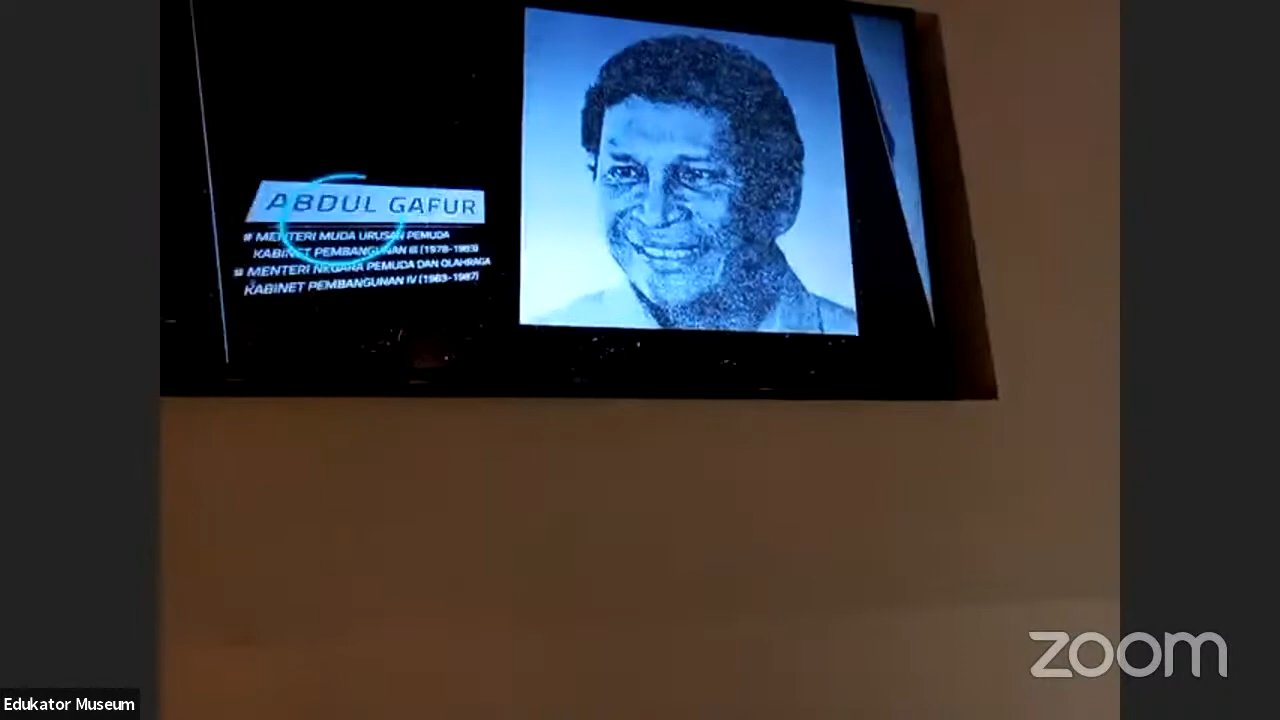 ABDUL GAFUR
# MENTERI MUDA URUSAN PEMUDA
KABINET PEMBANGUNAN III (1978-1983)
# MENTERI NEGARA PEMUDA DAN OLAHRAGA
KABINET PEMBANGUNAN IV (1983-1987)
zoom
Edukator Museum